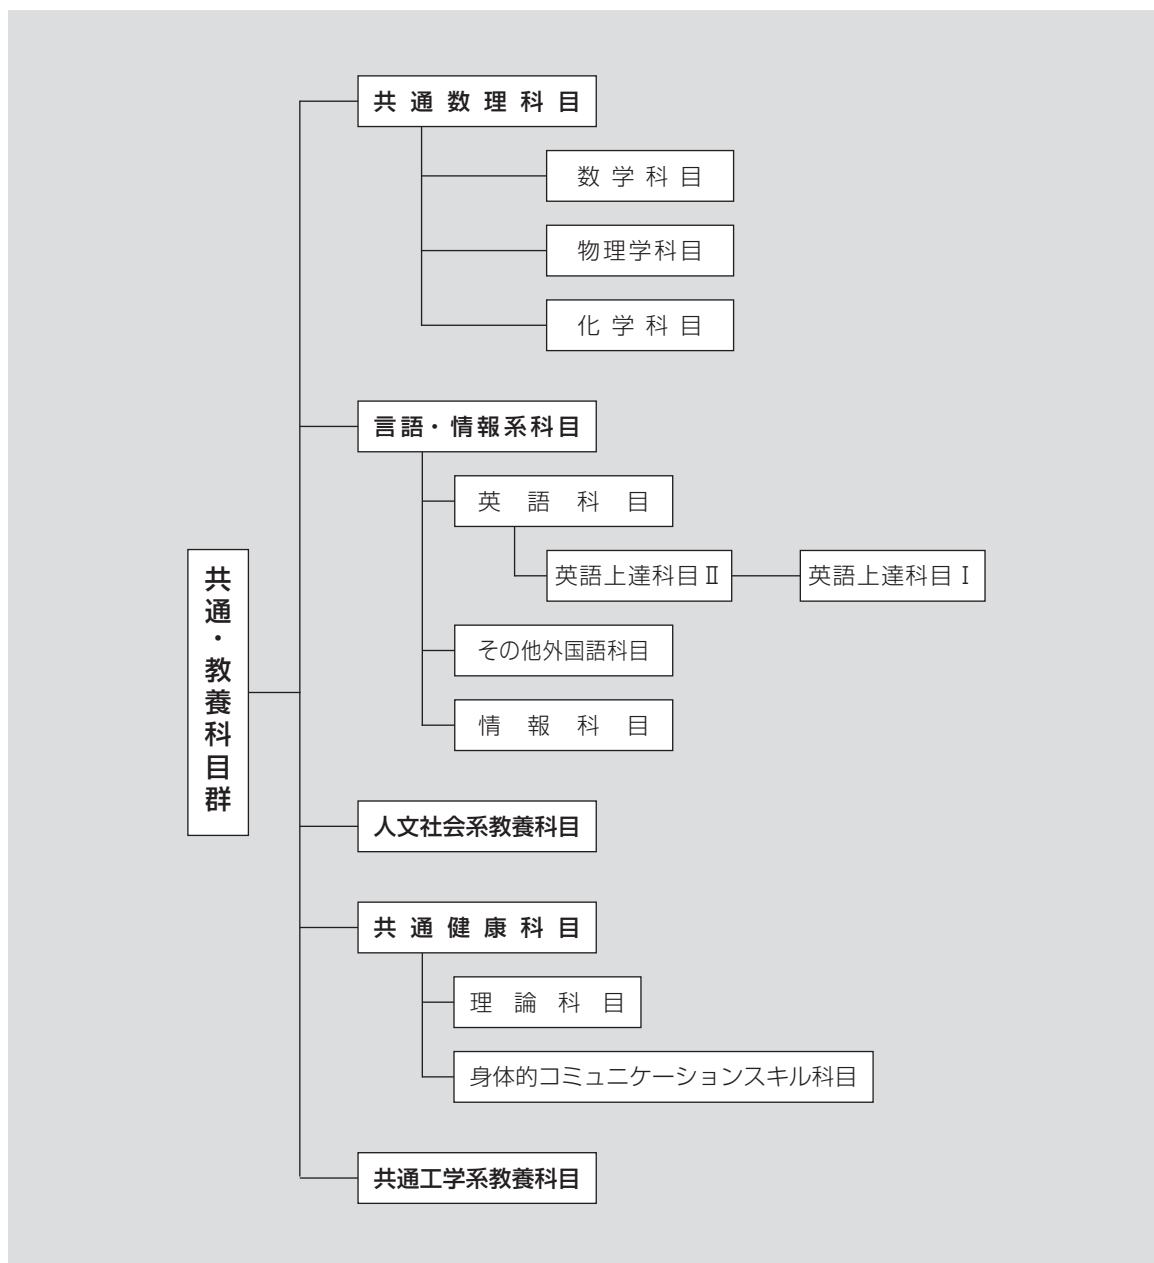 共通数理科目
数学科目
物理学科目
化学科目
言語・情報系科目
英語科目
英語上達科目Ⅱ
英語上達科目Ⅰ
その他外国語科目
情報科目
共通・教養科目群
人文社会系教養科目
共通健康科目
理論科目
身体的コミュニケーションスキル科目
共通工学系教養科目